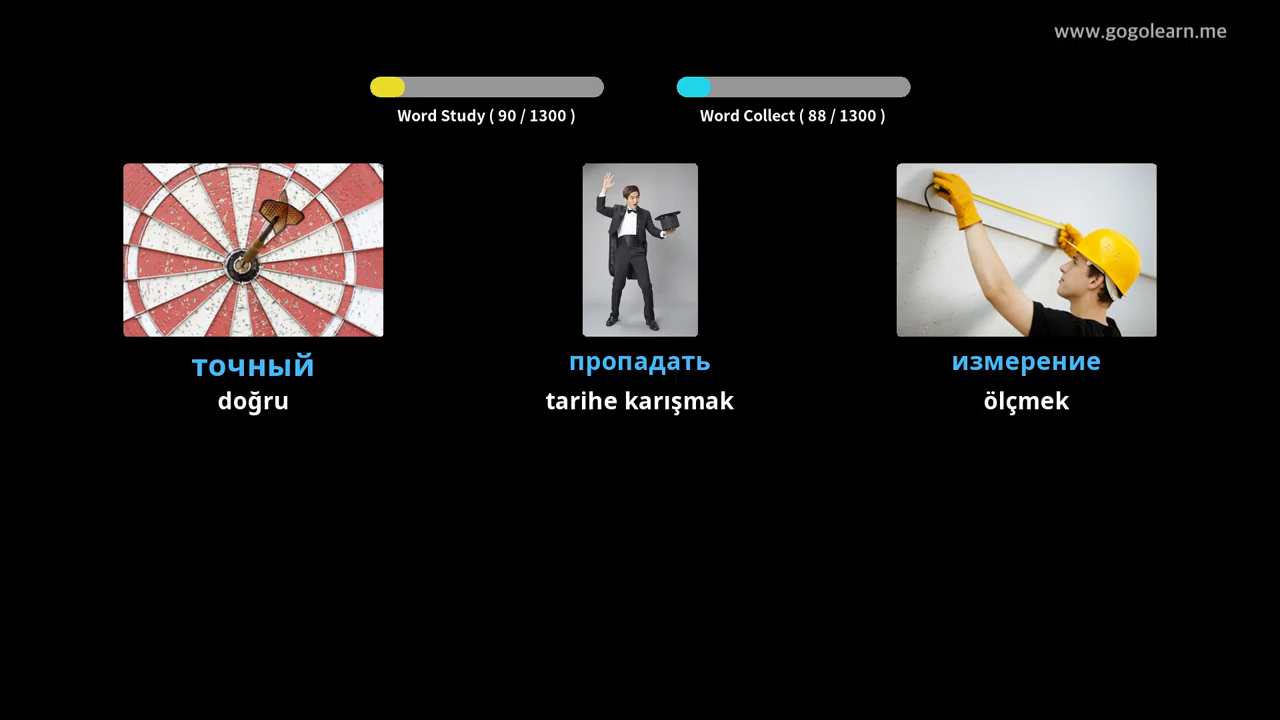 www.gogolearn.me
Word Study ( 90 / 1300 )
Word Collect ( 88 / 1300 )
точный
пропадать
измерение
doğru
tarihe karışmak
ölçmek